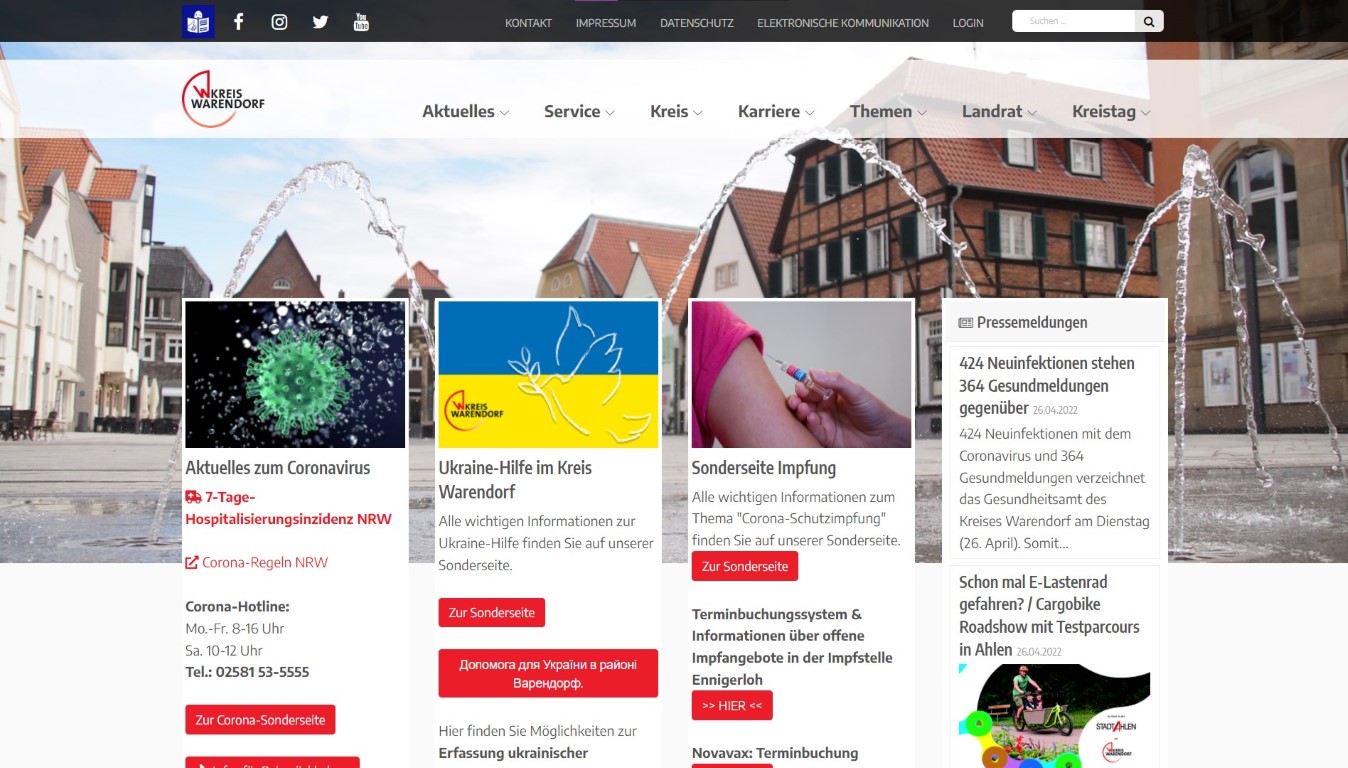 You Tube
KONTAKT IMPRESSUM DATENSCHUTZ ELEKTRONISCHE KOMMUNIKATION LOGIN
Suchen ...
KREIS
WARENDORF
Aktuelles Service Kreis Karriere Themen Landrat Kreistag
Aktuelles zum Coronavirus
7-Tage-
Hospitalisierungsinzidenz NRW
Corona-Regeln NRW
Corona-Hotline:
Mo.-Fr. 8-16 Uhr
Sa. 10-12 Uhr
Tel.: 02581 53-5555
Zur Corona-Sonderseite
KREIS
WARENDORF
Ukraine-Hilfe im Kreis
Warendorf
Alle wichtigen Informationen zur
Ukraine-Hilfe finden Sie auf unserer
Sonderseite.
Zur Sonderseite
Допомога для України в районі
Варендорф.
Hier finden Sie Möglichkeiten zur
Erfassung ukrainischer
Sonderseite Impfung
Alle wichtigen Informationen zum
Thema "Corona-Schutzimpfung"
finden Sie auf unserer Sonderseite.
Zur Sonderseite
Terminbuchungssystem &
Informationen über offene
Impfangebote in der Impfstelle
Ennigerloh
>> HIER <<
Novavax: Terminbuchung
Pressemeldungen
424 Neuinfektionen stehen
364 Gesundmeldungen
gegenüber 26.04.2022
424 Neuinfektionen mit dem
Coronavirus und 364
Gesundmeldungen verzeichnet
das Gesundheitsamt des
Kreises Warendorf am Dienstag
(26. April). Somit...
Schon mal E-Lastenrad
gefahren? / Cargobike
Roadshow mit Testparcours
in Ahlen 26.04.2022
STADT AHLEN
KREIS
WARENDORF